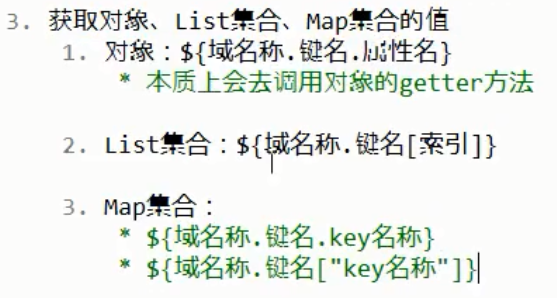 3. 获取对象、List集合、Map集合的值
1. 对象：${域名称.键名.属性名}
* 本质上会去调用对象的getter方法
2. List集合：${域名称.键名[索引]}
3. Map集合：
* ${域名称.键名.key名称}
* ${域名称.键名["key名称"]}